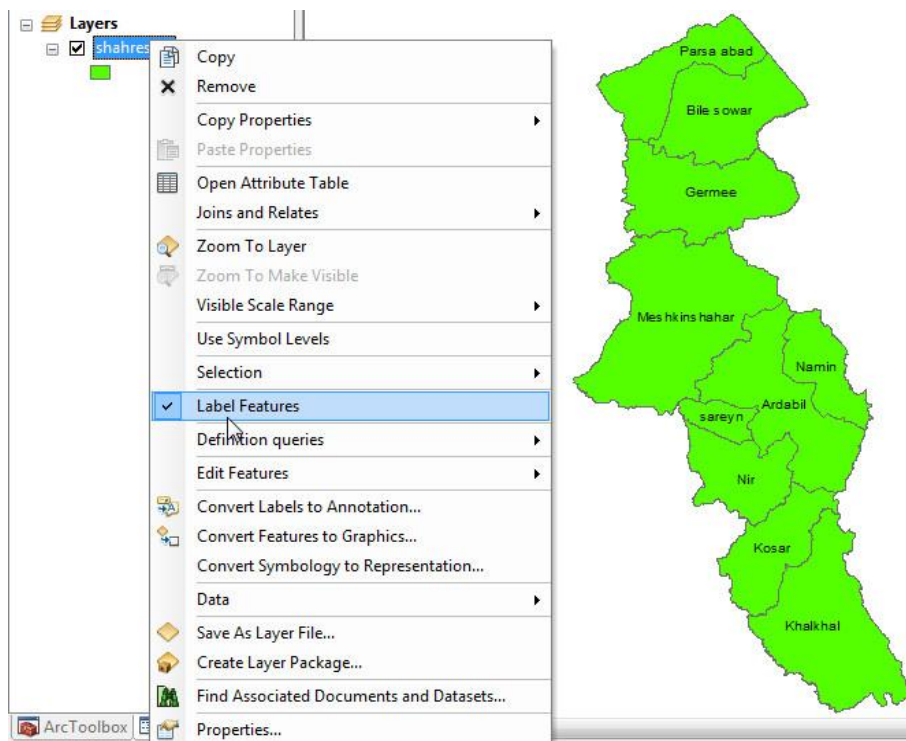 Layers
shahres
Copy
Remove
Copy Properties
Paste Properties
Open Attribute Table
Joins and Relates
Zoom To Layer
Zoom To Make Visible
Visible Scale Range
Use Symbol Levels
Selection
Label Features
Definition queries
Edit Features
Convert Labels to Annotation...
Convert Features to Graphics...
Convert Symbology to Representation...
Data
Save As Layer File...
Create Layer Package...
Find Associated Documents and Datasets...
Properties...
ArcToolbox
Parsa abad
Bile sowar
Germee
Meshkinshahar
Namin
Ardabil
sareyn
Nir
Kosar
Khalkhal